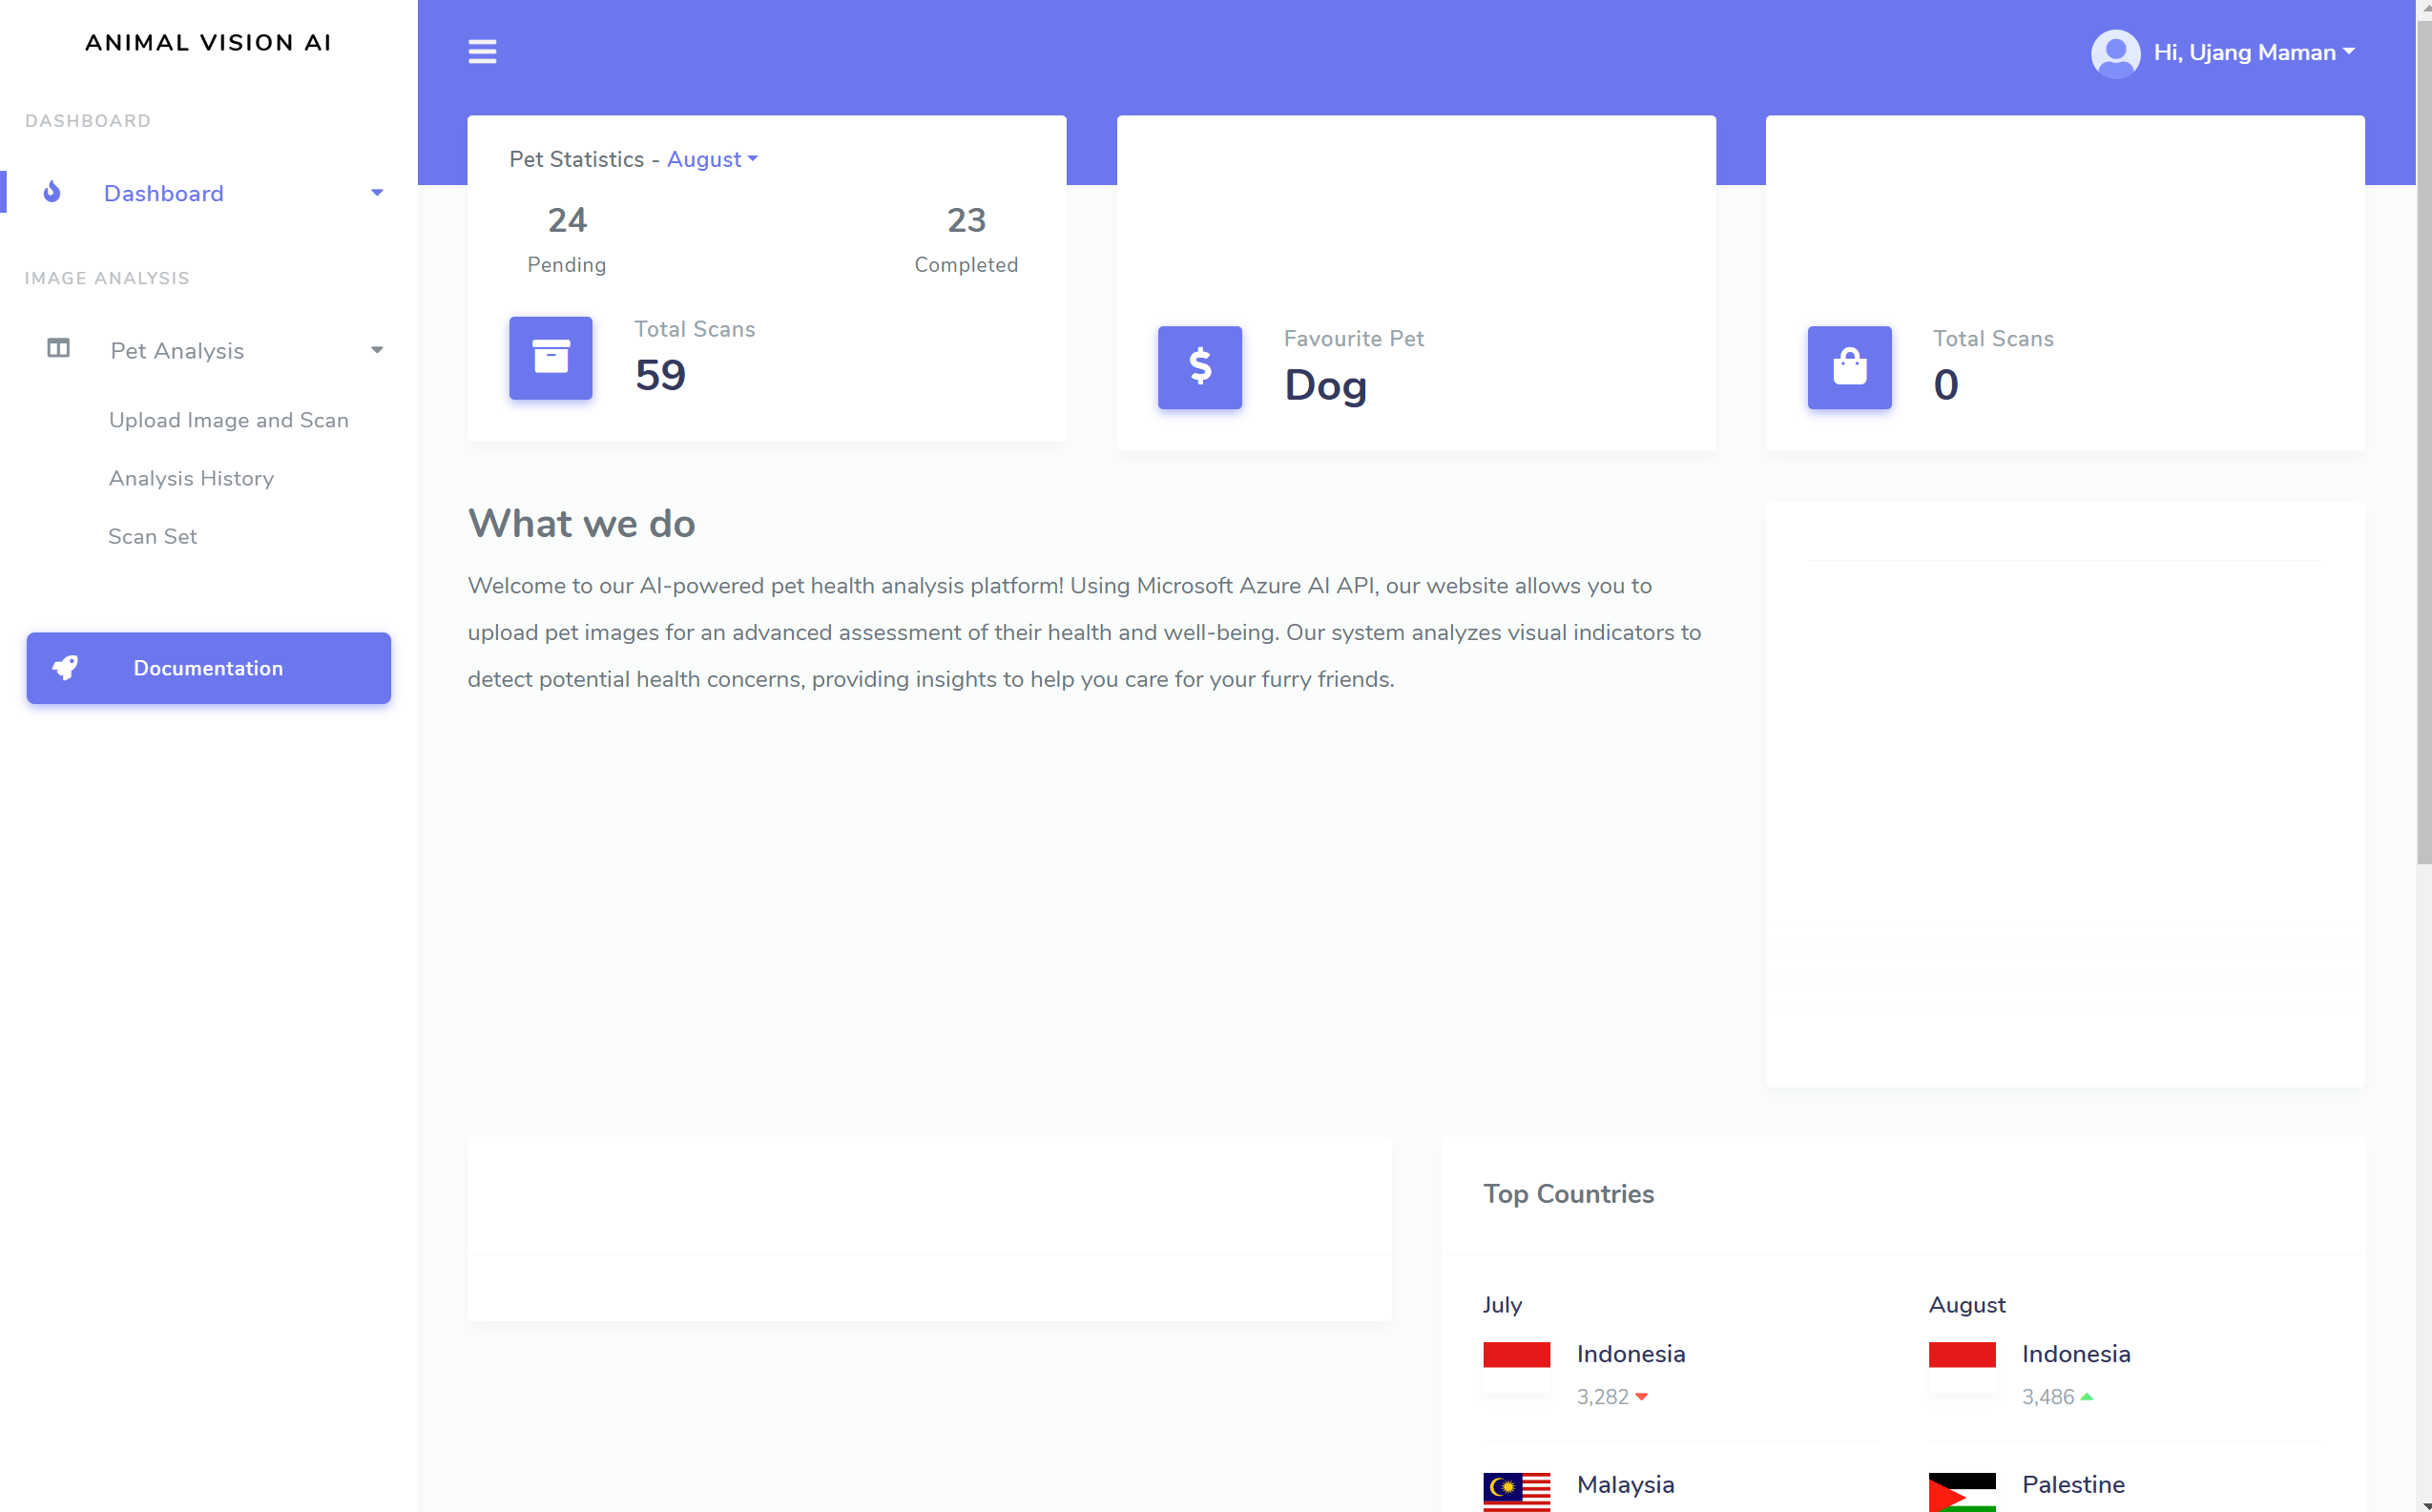 ANIMAL VISION AI
DASHBOARD
Dashboard
IMAGE ANALYSIS
Pet Analysis
Upload Image and Scan
Analysis History
Scan Set
Documentation
Hi, Ujang Maman
Pet Statistics - August
24
Pending
23
Completed
Total Scans
59
Favourite Pet
Dog
Total Scans
0
What we do
Welcome to our AI-powered pet health analysis platform! Using Microsoft Azure AI API, our website allows you to
upload pet images for an advanced assessment of their health and well-being. Our system analyzes visual indicators to
detect potential health concerns, providing insights to help you care for your furry friends.
Top Countries
July
Indonesia
3,282
Malaysia
August
Indonesia
3,486
Palestine